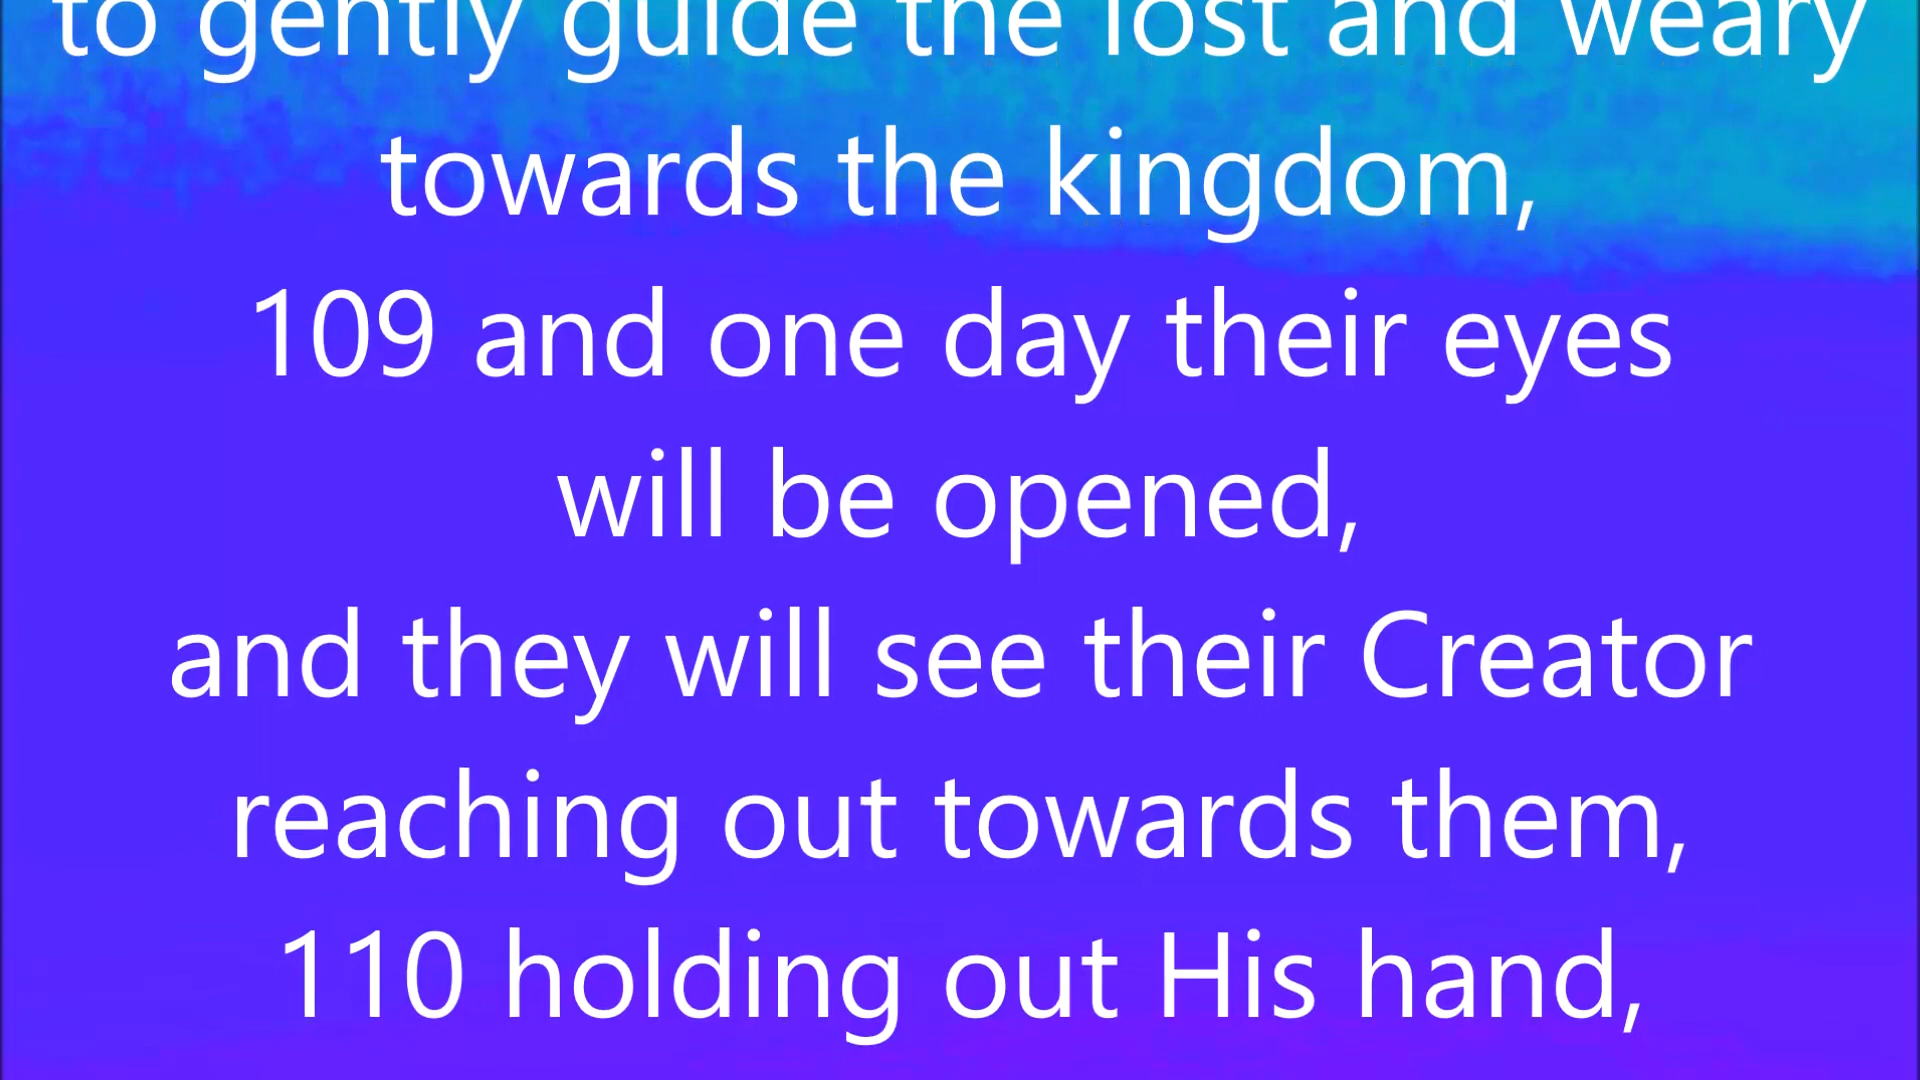 to gently guide the lost and weary
towards the kingdom,
109 and one day their eyes
will be opened,
and they will see their Creator
reaching out towards them,
110 holding out His hand,